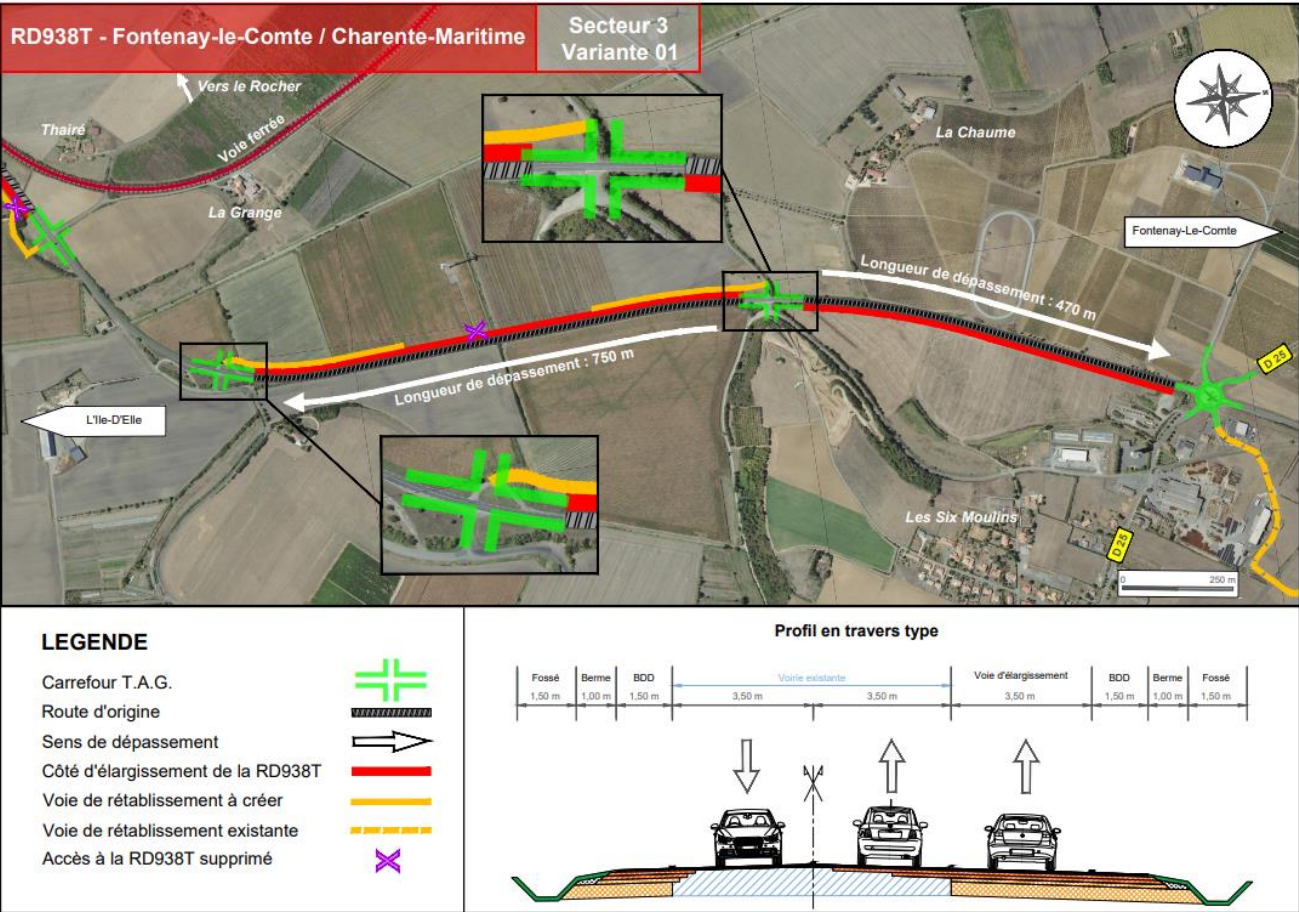 RD938T - Fontenay-le-Comte / Charente-Maritime
Secteur 3
Variante 01
Vers le Rocher
Thairé
Voie ferrée
La Grange
La Chaume
Fontenay-Le-Comte
Longueur de dépassement : 470 m
Longueur de dépassement : 750 m
D 25
L'Ile-D'Elle
Les Six Moulins
D 25
0 250 m
LEGENDE
Carrefour T.A.G.
Route d'origine
Sens de dépassement
Côté d'élargissement de la RD938T
Voie de rétablissement à créer
Voie de rétablissement existante
Accès à la RD938T supprimé
Profil en travers type
Fossé Berme BDD Voirie existante Voie d'élargissement BDD Berme Fossé
1,50 m 1,00 m 1,50 m 3,50 m 3,50 m 3,50 m 1,50 m 1,00 m 1,50 m